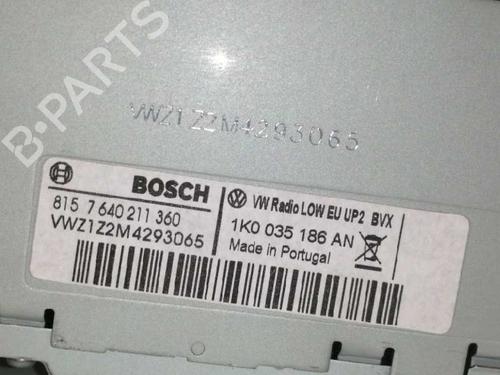 B-PARTS
VWZ1Z2M4293065
BOSCH
VW Radio LOW EU UP2 BVX
815 7 640 211 360
1K0 035 186 AN
VWZ1Z2M4293065
Made in Portugal